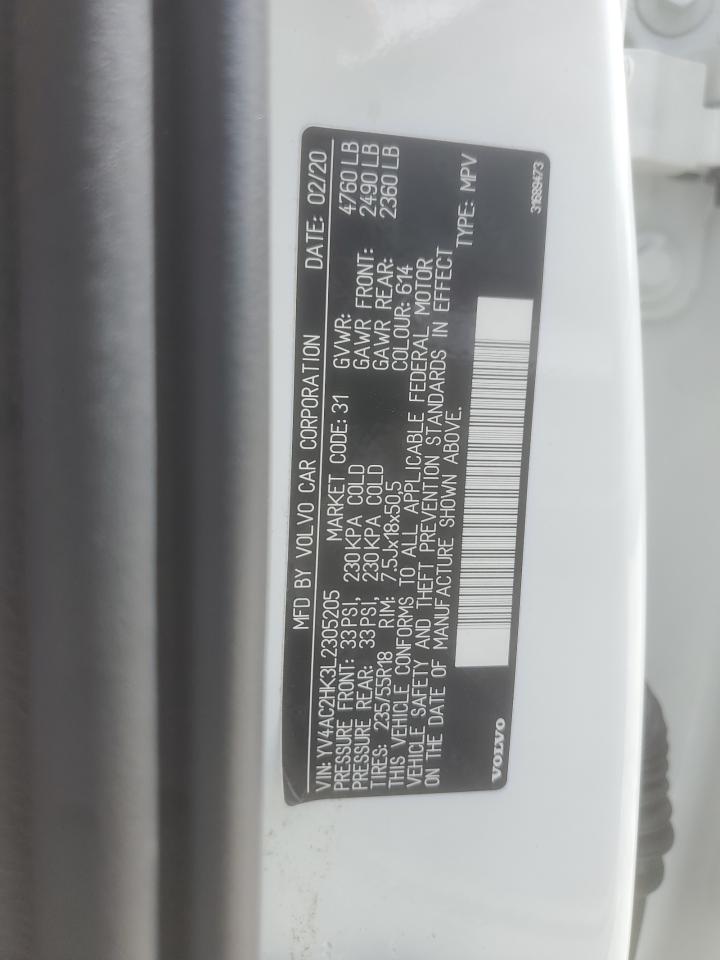 MFD BY VOLVO CAR CORPORATION DATE: 02/20
VIN: YV4AC2HK3L2305205 MARKET CODE: 31 GVWR: 4760 LB
PRESSURE FRONT: 33 PSI, 230 KPA COLD GAWR FRONT: 2490 LB
PRESSURE REAR: 33 PSI, 230 KPA COLD GAWR REAR: 2360 LB
TIRES: 235/55R18 RIM: 7.5Jx18x50,5 COLOUR: 614
THIS VEHICLE CONFORMS TO ALL APPLICABLE FEDERAL MOTOR
VEHICLE SAFETY AND THEFT PREVENTION STANDARDS IN EFFECT
ON THE DATE OF MANUFACTURE SHOWN ABOVE. TYPE: MPV
VOLVO 31689473